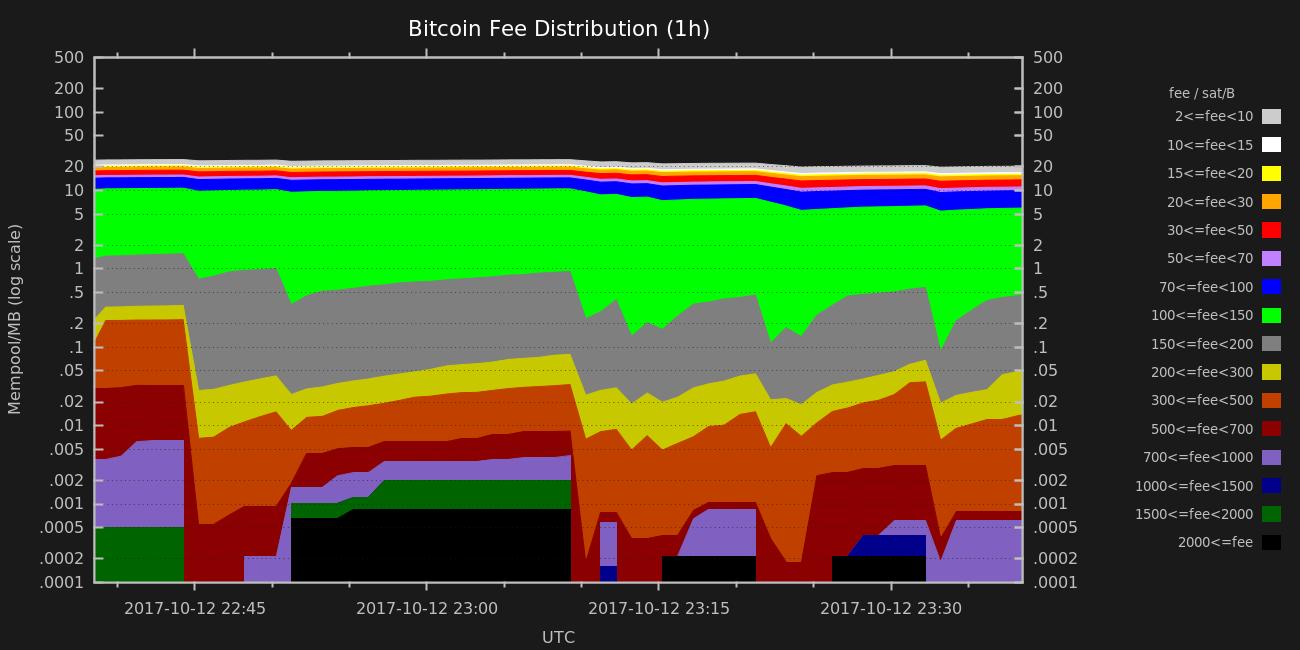 Bitcoin Fee Distribution (1h)
Mempool/MB (log scale)
500
200
100
50
20
10
5
2
1
.5
.2
.1
.05
.02
.01
.005
.002
.001
.0005
.0002
.0001
500
200
100
50
20
10
5
2
1
.5
.2
.1
.05
.02
.01
.005
.002
.001
.0005
.0002
.0001
2017-10-12 22:45
2017-10-12 23:00
2017-10-12 23:15
2017-10-12 23:30
UTC
fee / sat/B
2<=fee<10
10<=fee<15
15<=fee<20
20<=fee<30
30<=fee<50
50<=fee<70
70<=fee<100
100<=fee<150
150<=fee<200
200<=fee<300
300<=fee<500
500<=fee<700
700<=fee<1000
1000<=fee<1500
1500<=fee<2000
2000<=fee